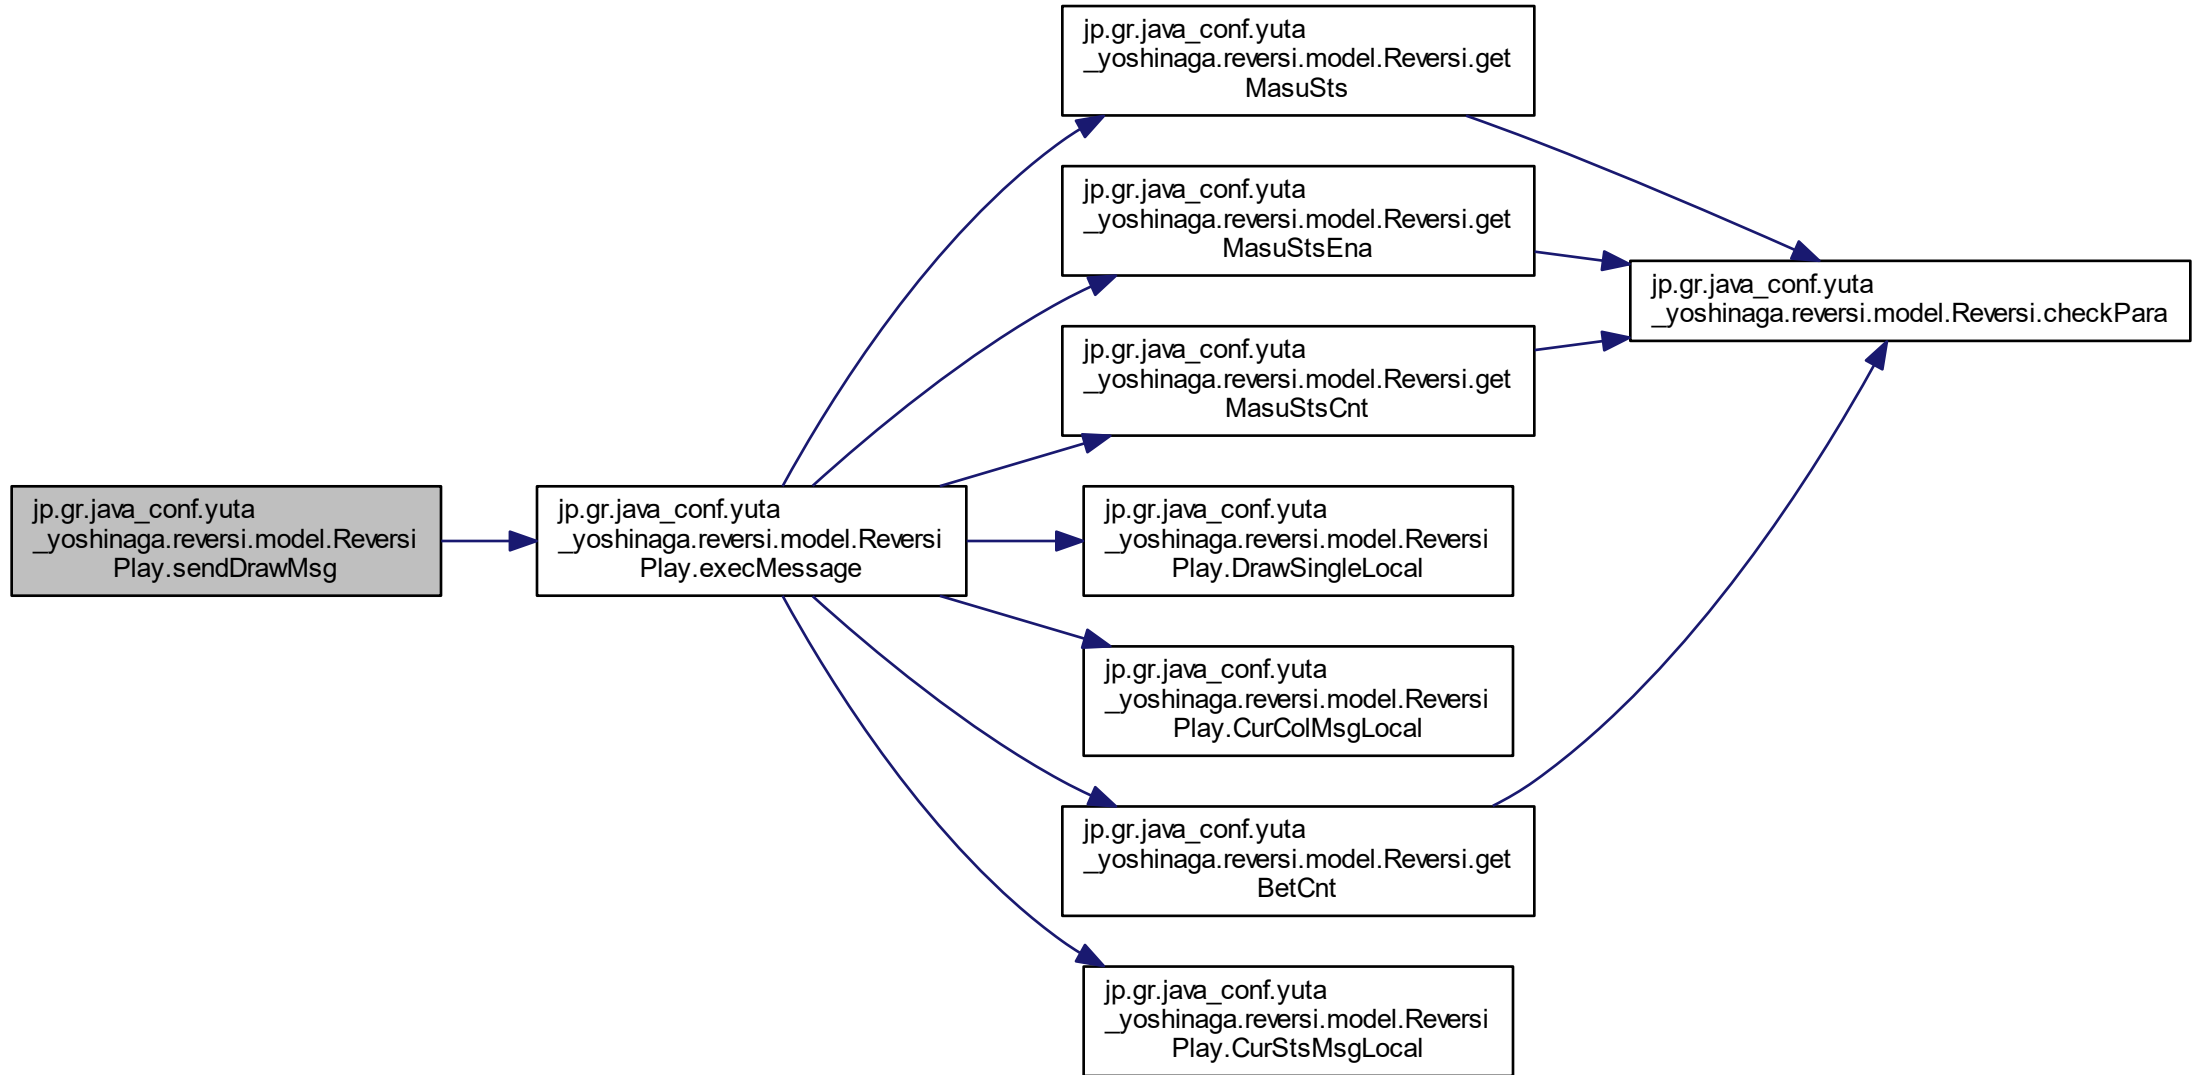 jp.gr.java_conf.yuta
_yoshinaga.reversi.model.Reversi
Play.sendDrawMsg
jp.gr.java_conf.yuta
_yoshinaga.reversi.model.Reversi
Play.execMessage
jp.gr.java_conf.yuta
_yoshinaga.reversi.model.Reversi.get
MasuSts
jp.gr.java_conf.yuta
_yoshinaga.reversi.model.Reversi.get
MasuStsEna
jp.gr.java_conf.yuta
_yoshinaga.reversi.model.Reversi.get
MasuStsCnt
jp.gr.java_conf.yuta
_yoshinaga.reversi.model.Reversi
Play.DrawSingleLocal
jp.gr.java_conf.yuta
_yoshinaga.reversi.model.Reversi
Play.CurColMsgLocal
jp.gr.java_conf.yuta
_yoshinaga.reversi.model.Reversi.get
BetCnt
jp.gr.java_conf.yuta
_yoshinaga.reversi.model.Reversi
Play.CurStsMsgLocal
jp.gr.java_conf.yuta
_yoshinaga.reversi.model.Reversi.checkPara